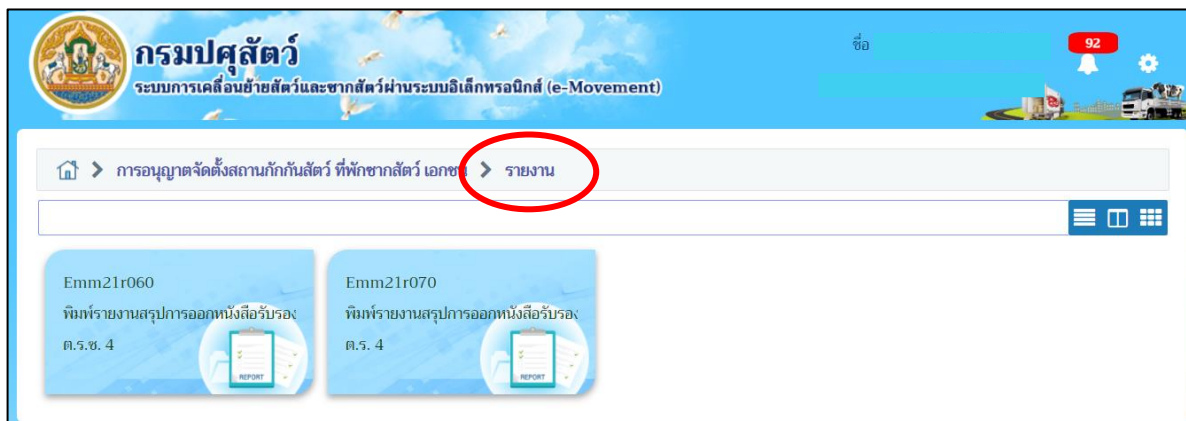 กรมปศุสัตว์
ระบบการเคลื่อนย้ายสัตว์และซากสัตว์ผ่านระบบอิเล็กทรอนิกส์ (e-Movement)
ชื่อ
92
การอนุญาตจัดตั้งสถานกักกันสัตว์ ที่พักซากสัตว์ เอกชน > รายงาน
Emm21r060
พิมพ์รายงานสรุปการออกหนังสือรับรอง
ต.ร.ซ. 4
REPORT
Emm21r070
พิมพ์รายงานสรุปการออกหนังสือรับรอง
ต.ร. 4
REPORT